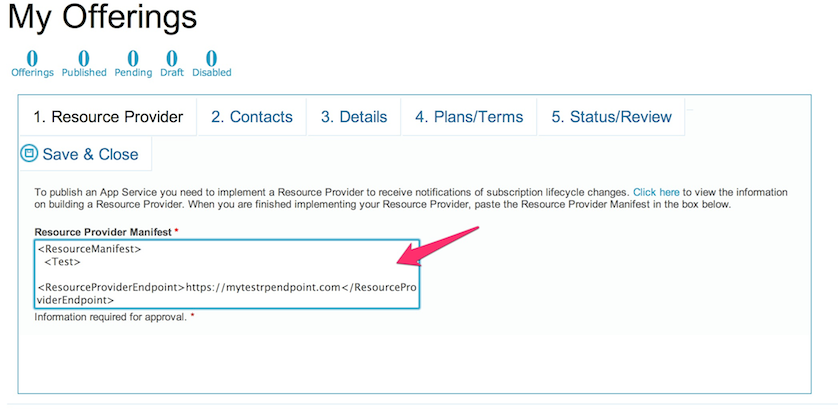 My Offerings
0 0 0 0 0
Offerings Published Pending Draft Disabled
1. Resource Provider 2. Contacts 3. Details 4. Plans/Terms 5. Status/Review
Save & Close
To publish an App Service you need to implement a Resource Provider to receive notifications of subscription lifecycle changes. Click here to view the information
on building a Resource Provider. When you are finished implementing your Resource Provider, paste the Resource Provider Manifest in the box below.
Resource Provider Manifest *
<ResourceManifest>
<Test>
<ResourceProviderEndpoint>https://mytestrpendpoint.com</ResourcePro
viderEndpoint>
Information required for approval. *